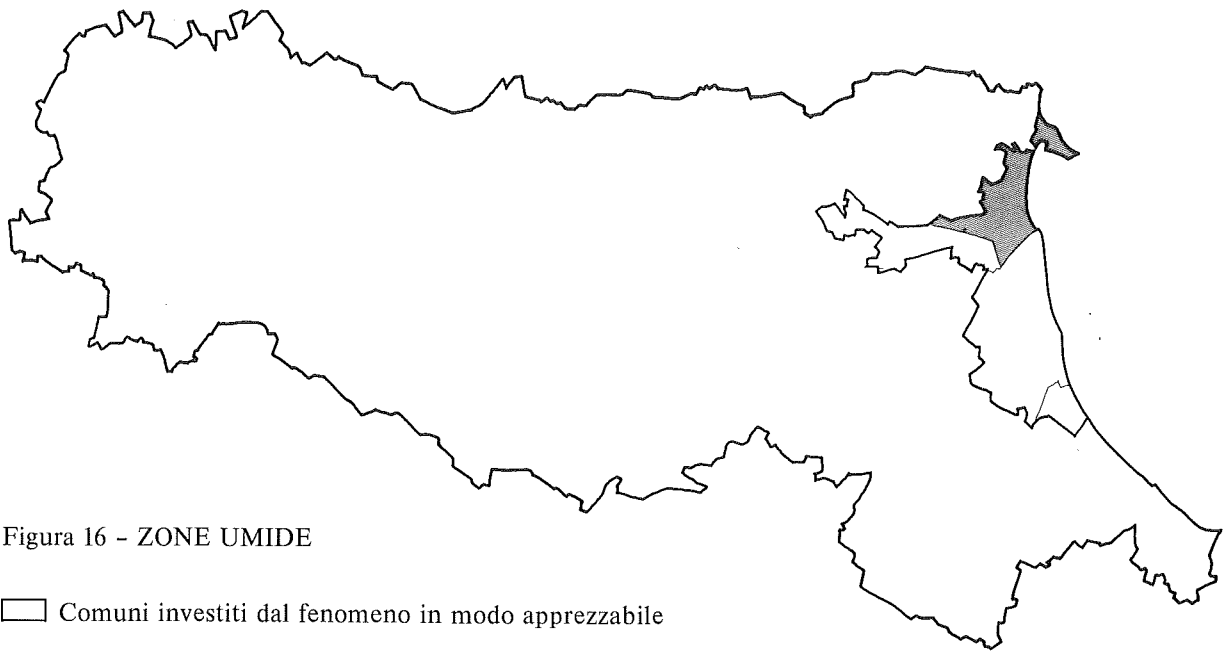 Figura 16 – ZONE UMIDE
Comuni investiti dal fenomeno in modo apprezzabile